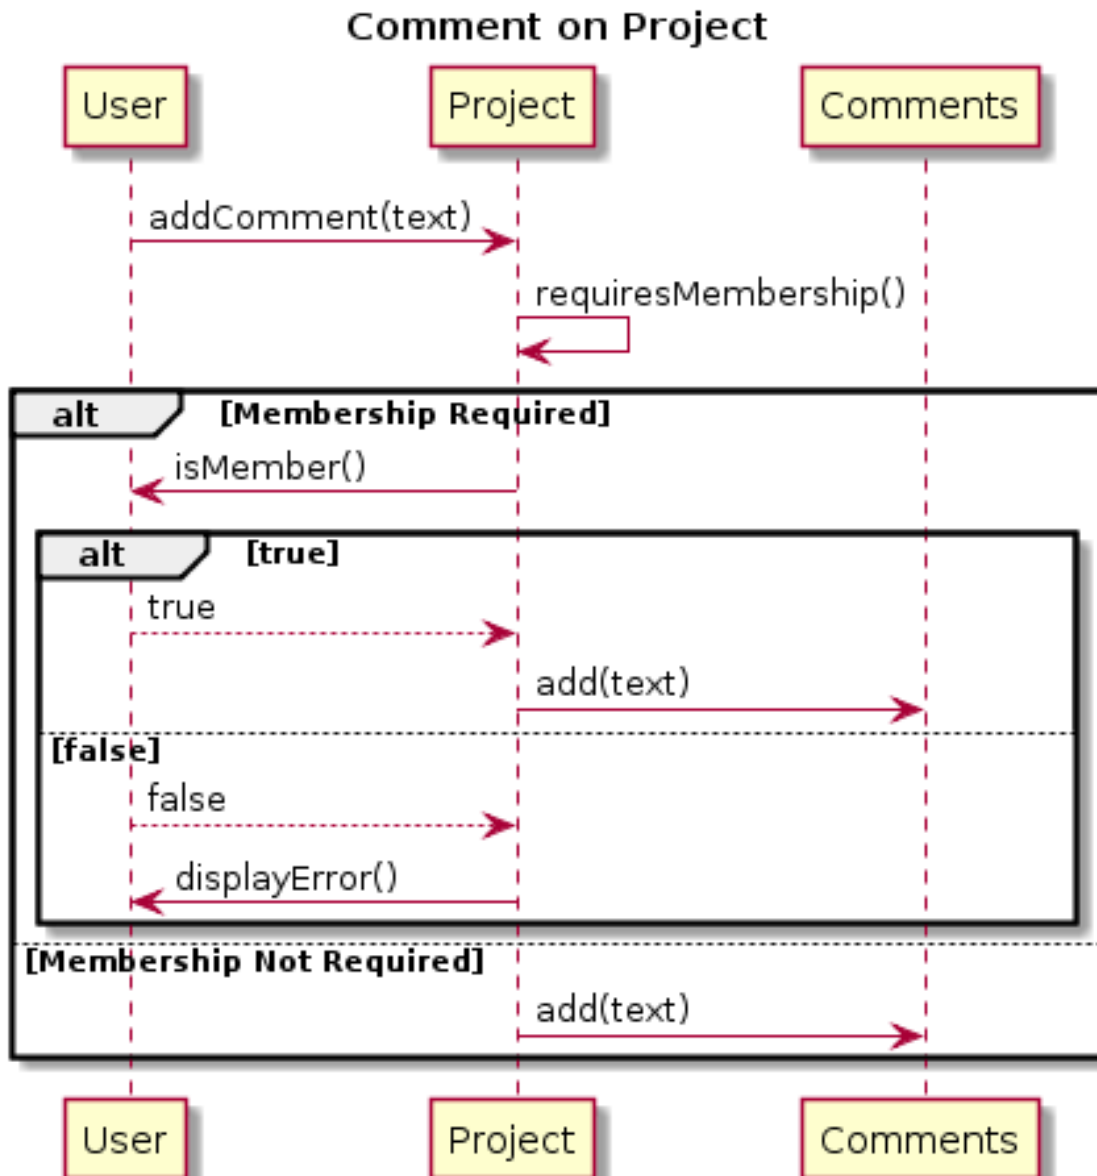 Comment on Project
User Project Comments
addComment(text)
requiresMembership()
alt [Membership Required]
isMember()
alt [true]
true
add(text)
[false]
false
displayError()
[Membership Not Required]
add(text)
User Project Comments